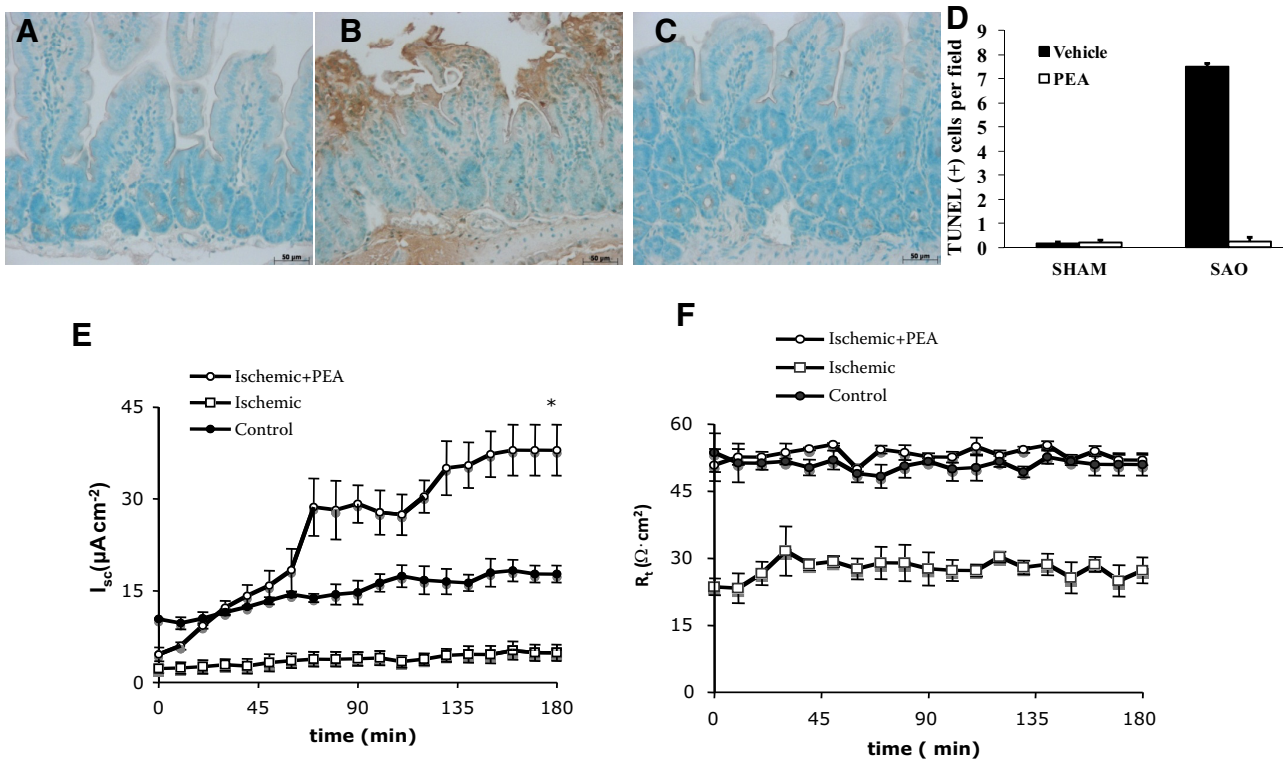 A
B
C
D
50 µm
50 µm
50 µm
TUNEL (+) cells per field
9
8
7
6
5
4
3
2
1
0
Vehicle
PEA
SHAM
SAO
E
Ischemic+PEA
Ischemic
Control
*
Isc(µA cm-2)
45
30
15
0
0
45
90
135
180
time (min)
F
Ischemic+PEA
Ischemic
Control
Rt (Ω· cm²)
60
45
30
15
0
0
45
90
135
180
time ( min)